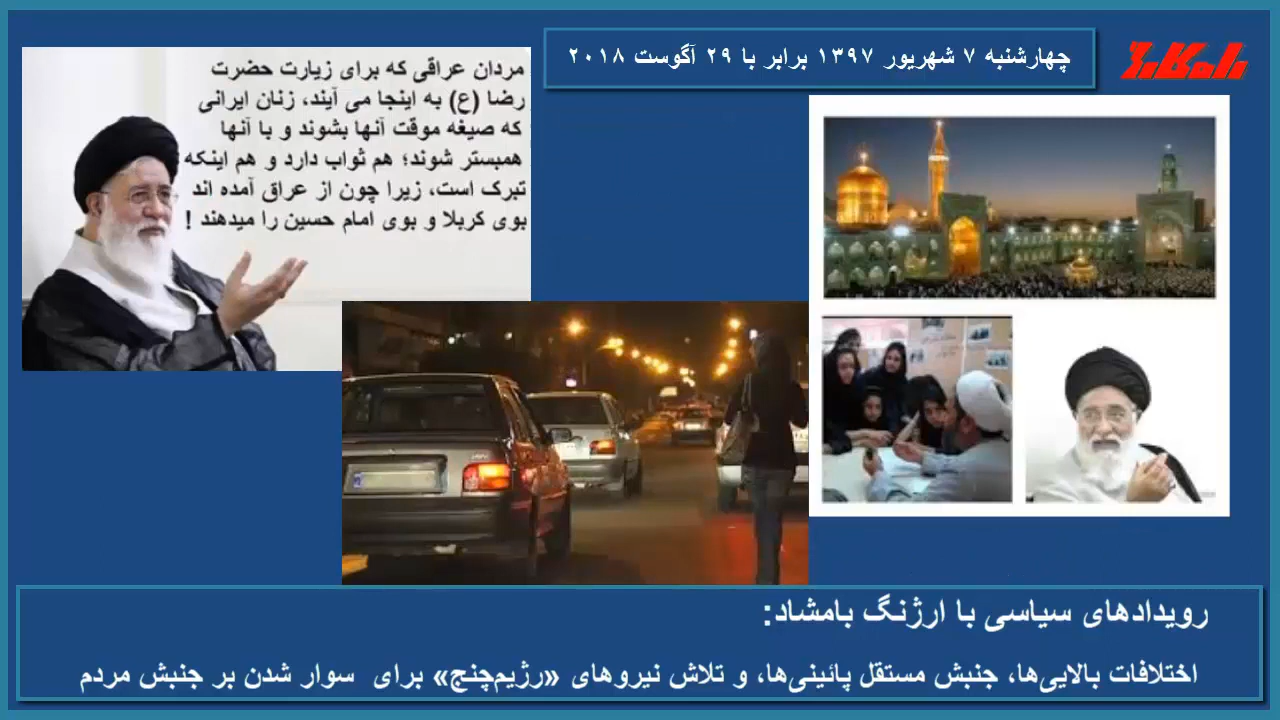 چهارشنبه ۷ شهریور ۱۳۹۷ برابر با ۲۹ آگوست ۲۰۱۸
مردان عراقی که برای زیارت حضرت
رضا (ع) به اینجا می آیند، زنان ایرانی
که صیغه موقت آنها بشوند و با آنها
همبستر شوند؛ هم ثواب دارد و هم اینکه
تبرک است، زیرا چون از عراق آمده اند
بوی کربلا و بوی امام حسین را میدهند !
رویدادهای سیاسی با ارژنگ بامشاد:
اختلافات بالایی‌ها، جنبش مستقل پائینی‌ها، و تلاش نیروهای «رژیم‌چنج» برای سوار شدن بر جنبش مردم